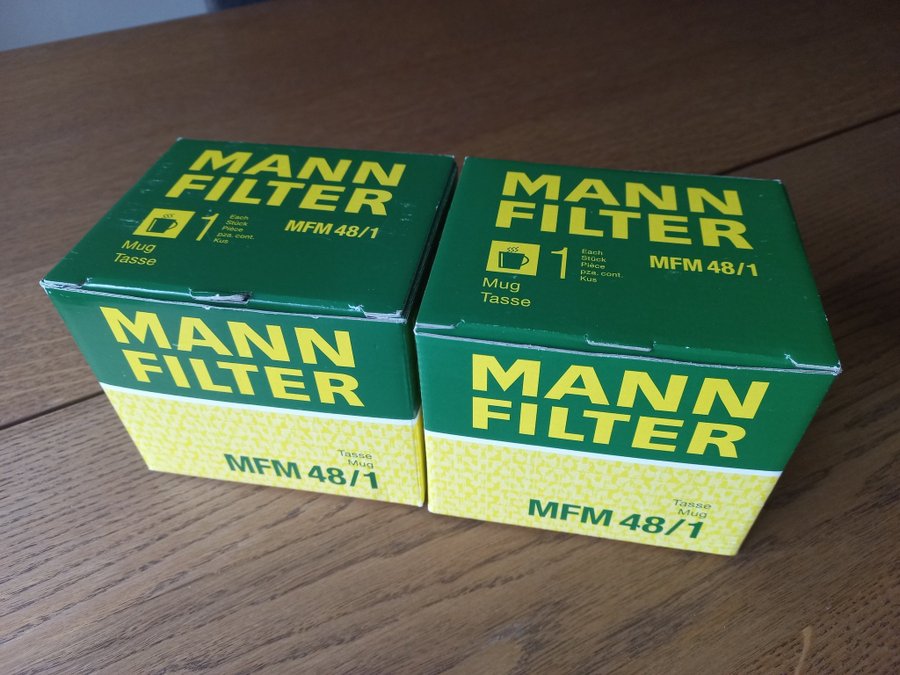 MANN
FILTER
1
Each
Stück
Pièce
pza. cont.
Kus
MFM 48/1
Mug
Tasse
MANN
FILTER
Tasse
Mug
MFM 48/1
MANN
FILTER
1
Each
Stück
Pièce
pza. cont.
Kus
MFM 48/1
Mug
Tasse
MANN
FILTER
Tasse
Mug
MFM 48/1